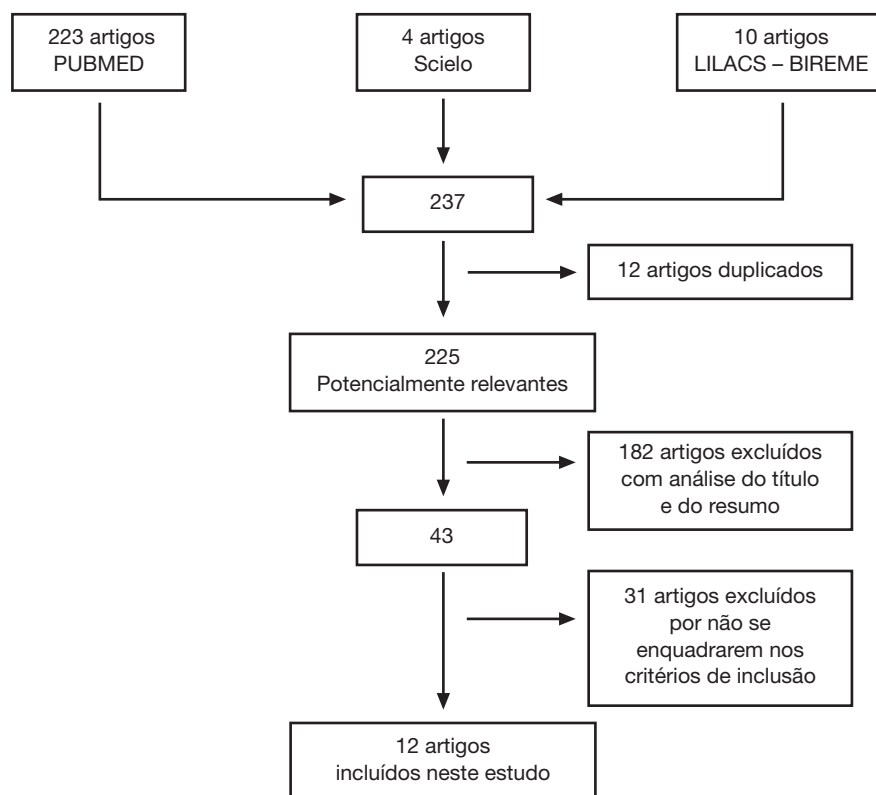 223 artigos
PUBMED
4 artigos
Scielo
10 artigos
LILACS – BIREME
237
12 artigos duplicados
225
Potencialmente relevantes
182 artigos excluídos
com análise do título
e do resumo
43
31 artigos excluídos
por não se
enquadrarem nos
critérios de inclusão
12 artigos
incluídos neste estudo